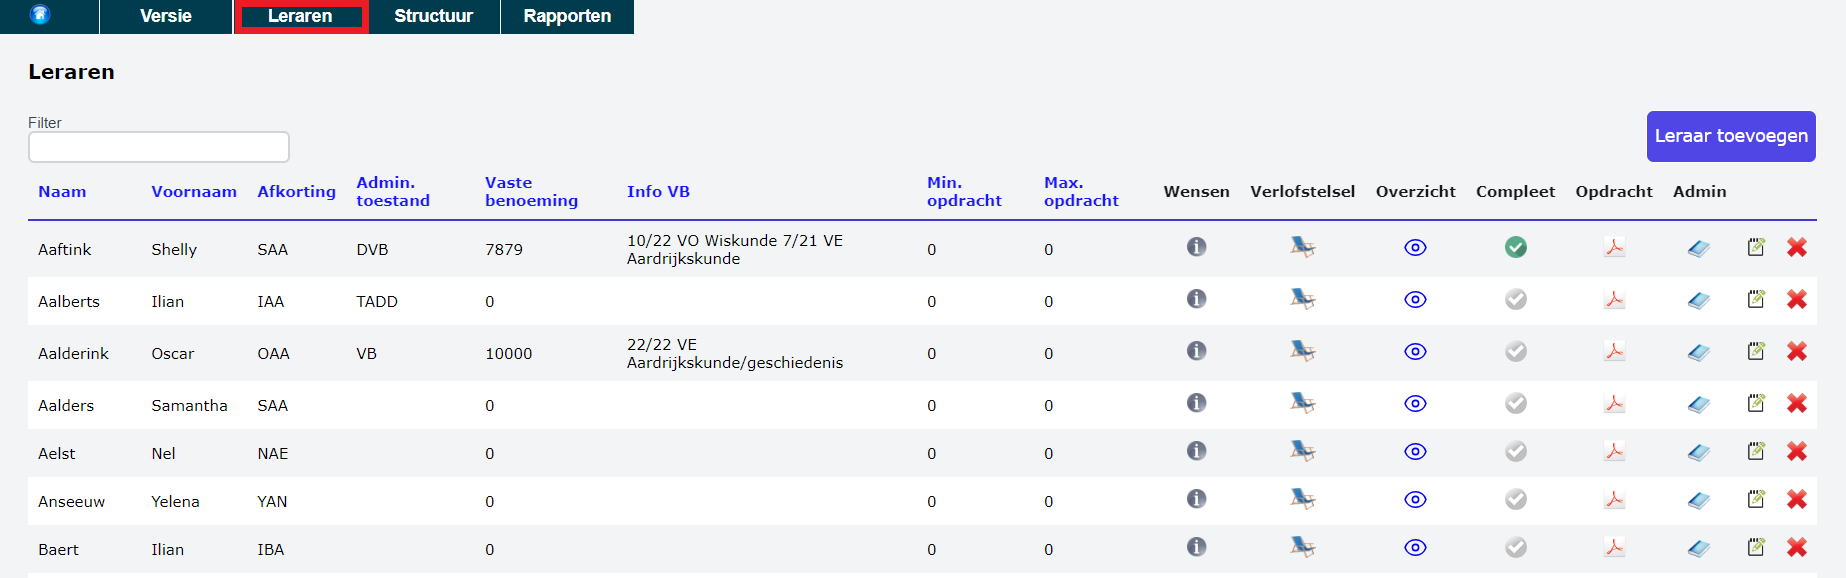 Versie Leraren Structuur Rapporten
Leraren
Filter
Leraar toevoegen
Naam Voornaam Afkorting Admin. toestand Vaste benoeming Info VB Min. opdracht Max. opdracht Wensen Verlofstelsel Overzicht Compleet Opdracht Admin
Aaftink Shelly SAA DVB 7879 10/22 VO Wiskunde 7/21 VE Aardrijkskunde 0 0
Aalberts Ilian IAA TADD 0 0 0
Aalderink Oscar OAA VB 10000 22/22 VE Aardrijkskunde/geschiedenis 0 0
Aalders Samantha SAA 0 0 0
Aelst Nel NAE 0 0 0
Anseeuw Yelena YAN 0 0 0
Baert Ilian IBA 0 0 0